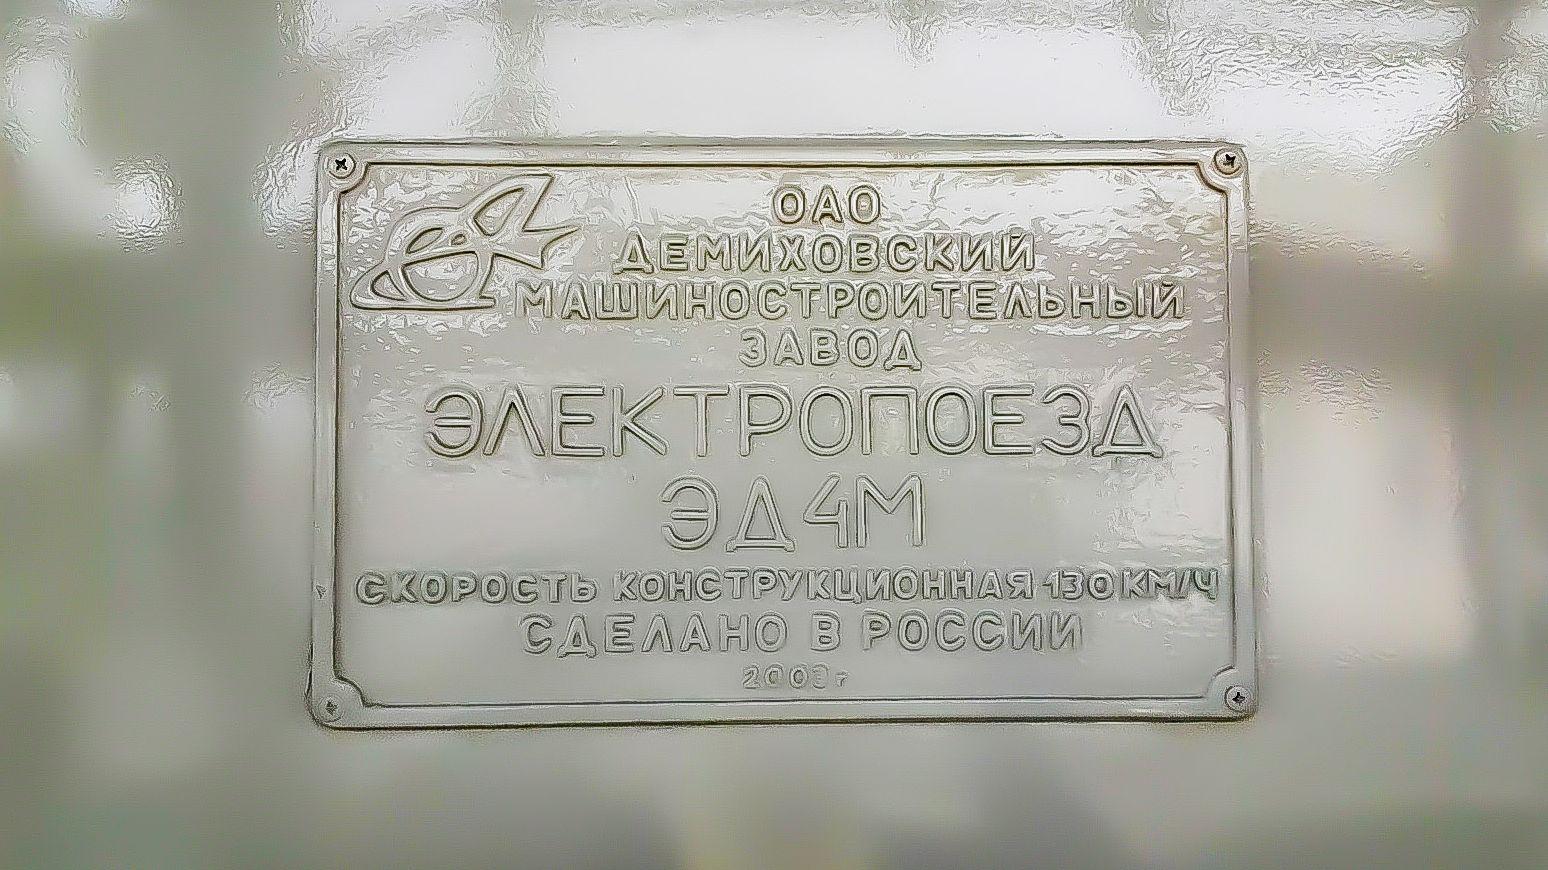 ОАО
ДЕМИХОВСКИЙ
МАШИНОСТРОИТЕЛЬНЫЙ
ЗАВОД
ЭЛЕКТРОПОЕЗД
ЭД4М
СКОРОСТЬ КОНСТРУКЦИОННАЯ 130 КМ/Ч
СДЕЛАНО В РОССИИ